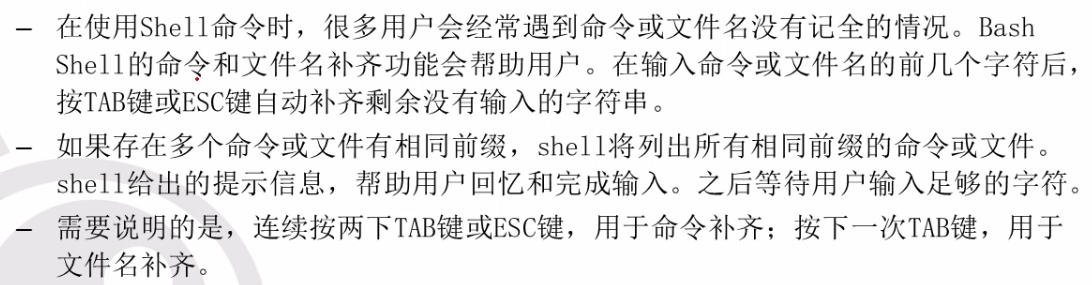 – 在使用Shell命令时，很多用户会经常遇到命令或文件名没有记全的情况。Bash
Shell的命令和文件名补齐功能会帮助用户。在输入命令或文件名的前几个字符后，
按TAB键或ESC键自动补齐剩余没有输入的字符串。
– 如果存在多个命令或文件有相同前缀，shell将列出所有相同前缀的命令或文件。
shell给出的提示信息，帮助用户回忆和完成输入。之后等待用户输入足够的字符。
– 需要说明的是，连续按两下TAB键或ESC键，用于命令补齐；按下一次TAB键，用于
文件名补齐。